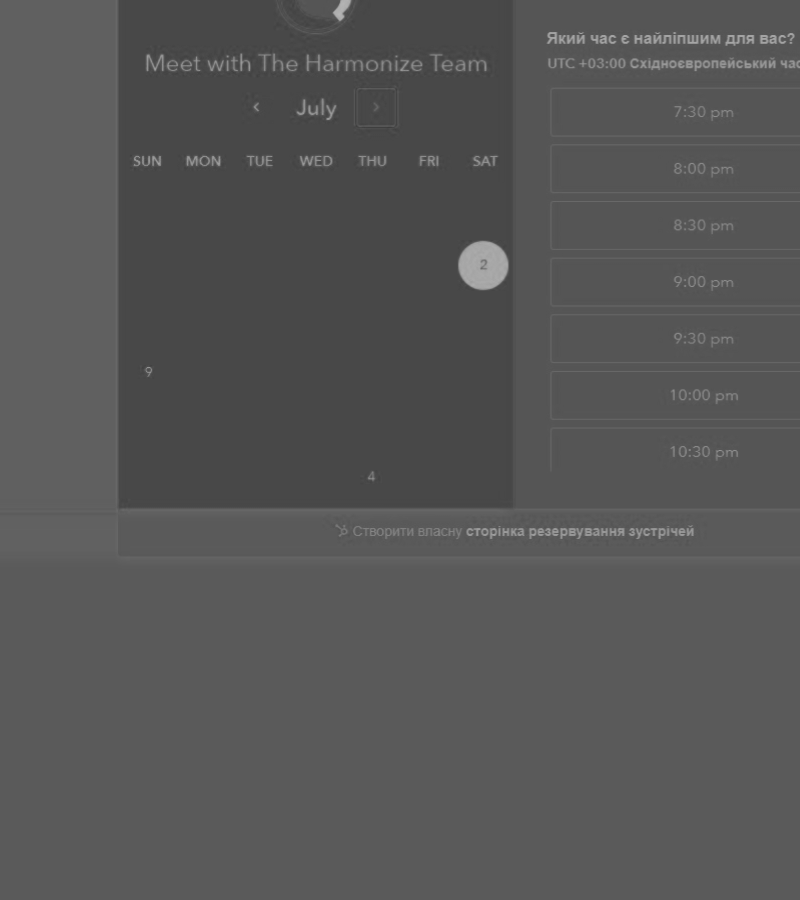 Meet with The Harmonize Team
‹ July ›
SUN MON TUE WED THU FRI SAT
2
9
4
Який час є найліпшим для вас?
UTC +03:00 Східноєвропейський час
7:30 pm
8:00 pm
8:30 pm
9:00 pm
9:30 pm
10:00 pm
10:30 pm
Створити власну сторінка резервування зустрічей